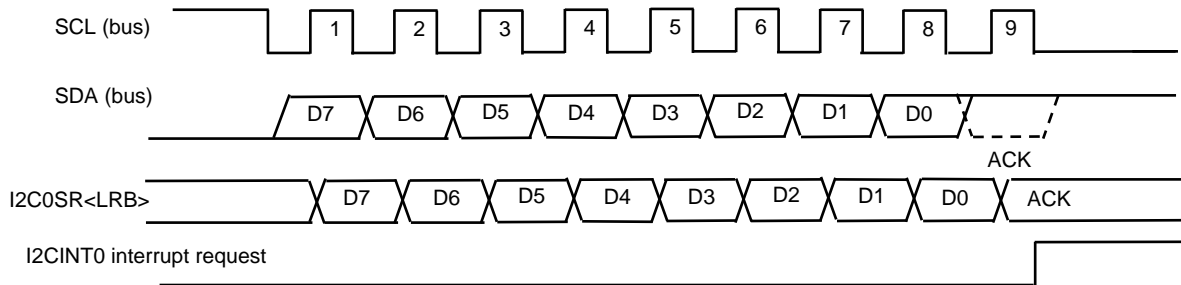 SCL (bus) 1 2 3 4 5 6 7 8 9
SDA (bus) D7 D6 D5 D4 D3 D2 D1 D0
ACK
I2C0SR<LRB> D7 D6 D5 D4 D3 D2 D1 D0 ACK
I2CINT0 interrupt request